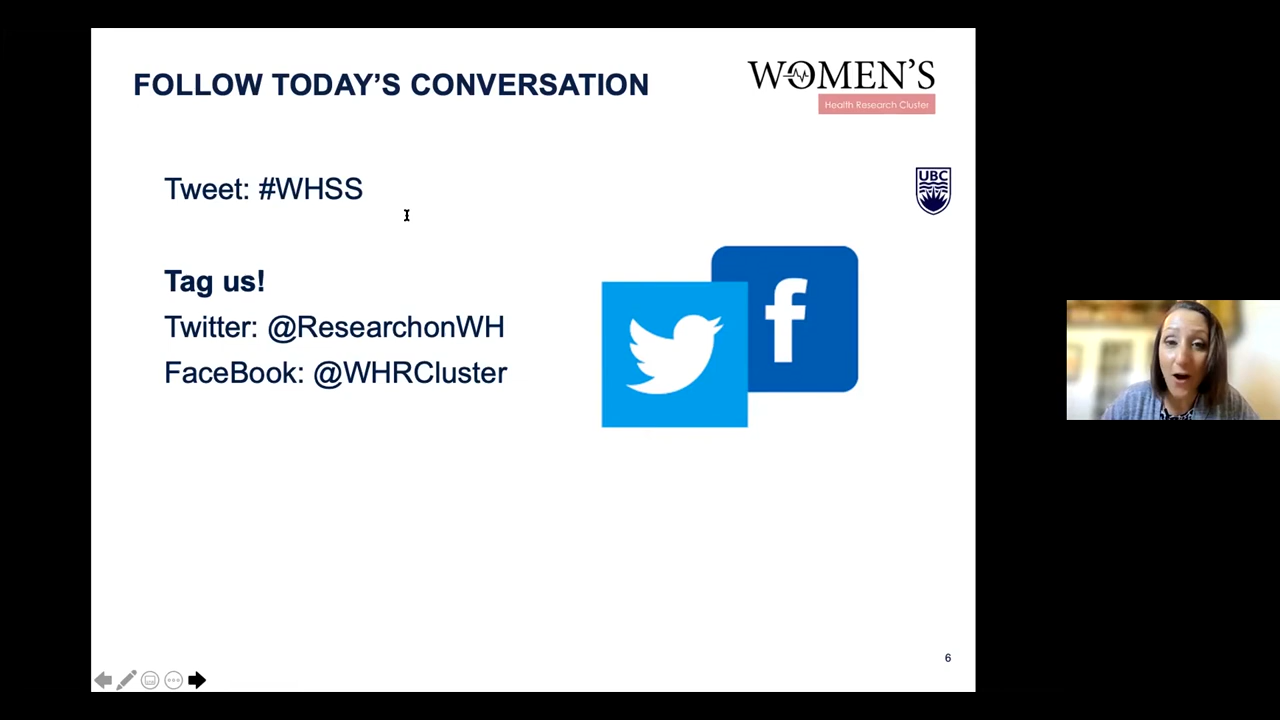 FOLLOW TODAY'S CONVERSATION
WOMEN'S
Health Research Cluster
Tweet: #WHSS
UBC
Tag us!
Twitter: @ResearchonWH
FaceBook: @WHRCluster
f
6